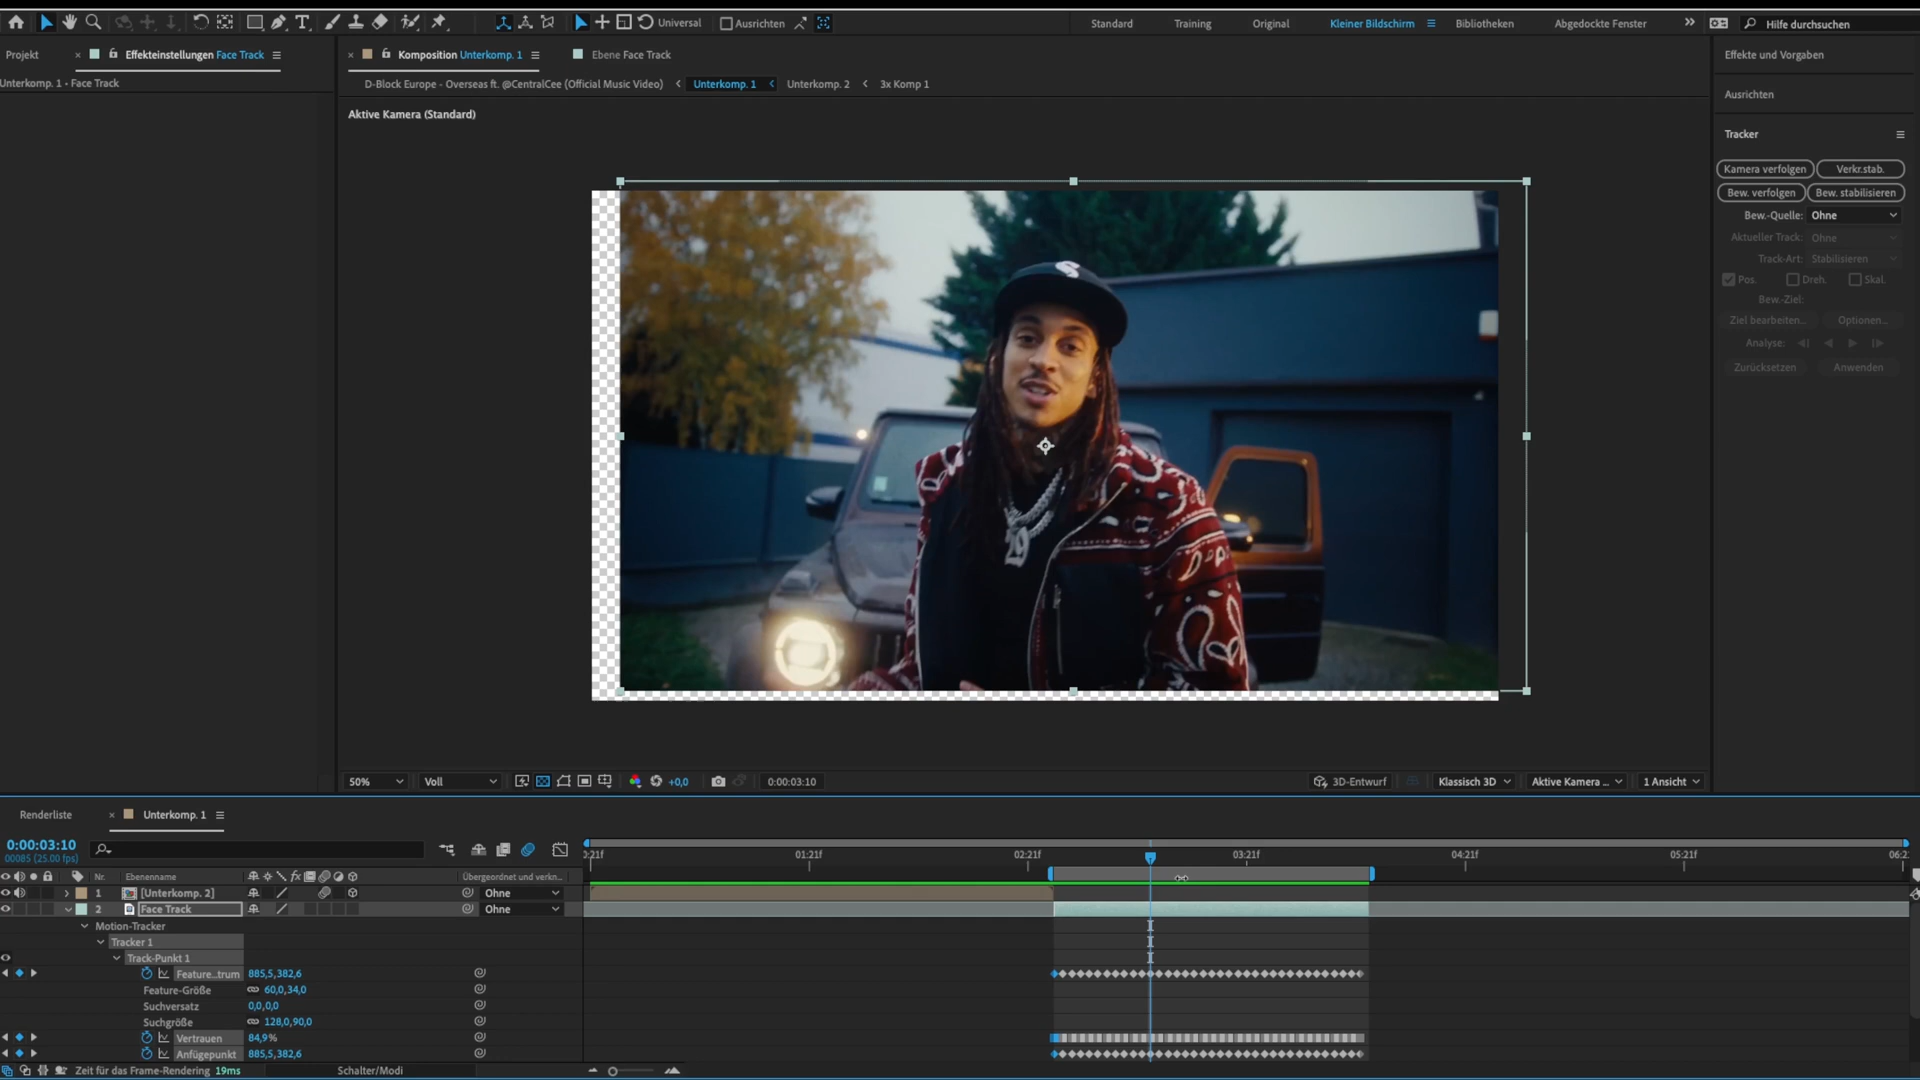 Universal
Ausrichten
Standard
Training
Original
Kleiner Bildschirm
Bibliotheken
Abgedockte Fenster
Hilfe durchsuchen
Projekt
Effekteinstellungen Face Track
Komposition Unterkomp. 1
Ebene Face Track
Effekte und Vorgaben
Unterkomp. 1 • Face Track
D-Block Europe - Overseas ft. @CentralCee (Official Music Video)
Unterkomp. 1
Unterkomp. 2
3x Komp 1
Ausrichten
Aktive Kamera (Standard)
Tracker
Kamera verfolgen
Verkr.stab.
Bew. verfolgen
Bew. stabilisieren
Bew.-Quelle: Ohne
Aktueller Track: Ohne
Track-Art: Stabilisieren
Pos.
Dreh.
Skal.
Bew.-Ziel:
Ziel bearbeiten...
Optionen...
Analyse:
Zurücksetzen
Anwenden
S
29
50%
Voll
+0,0
0:00:03:10
3D-Entwurf
Klassisch 3D
Aktive Kamera ...
1 Ansicht
Renderliste
Unterkomp. 1
0:00:03:10
00085 (25.00 fps)
):21f
01:21f
02:21f
03:21f
04:21f
05:21f
06:2
Nr.
Ebenenname
fx
Übergeordnet und verkn...
1
[Unterkomp. 2]
Ohne
2
Face Track
Ohne
Motion-Tracker
Tracker 1
Track-Punkt 1
Feature...trum
885,5,382,6
Feature-Größe
60,0,34,0
Suchversatz
0,0,0,0
Suchgröße
128,0,90,0
Vertrauen
84,9%
Anfügepunkt
885,5,382,6
Zeit für das Frame-Rendering 19ms
Schalter/Modi